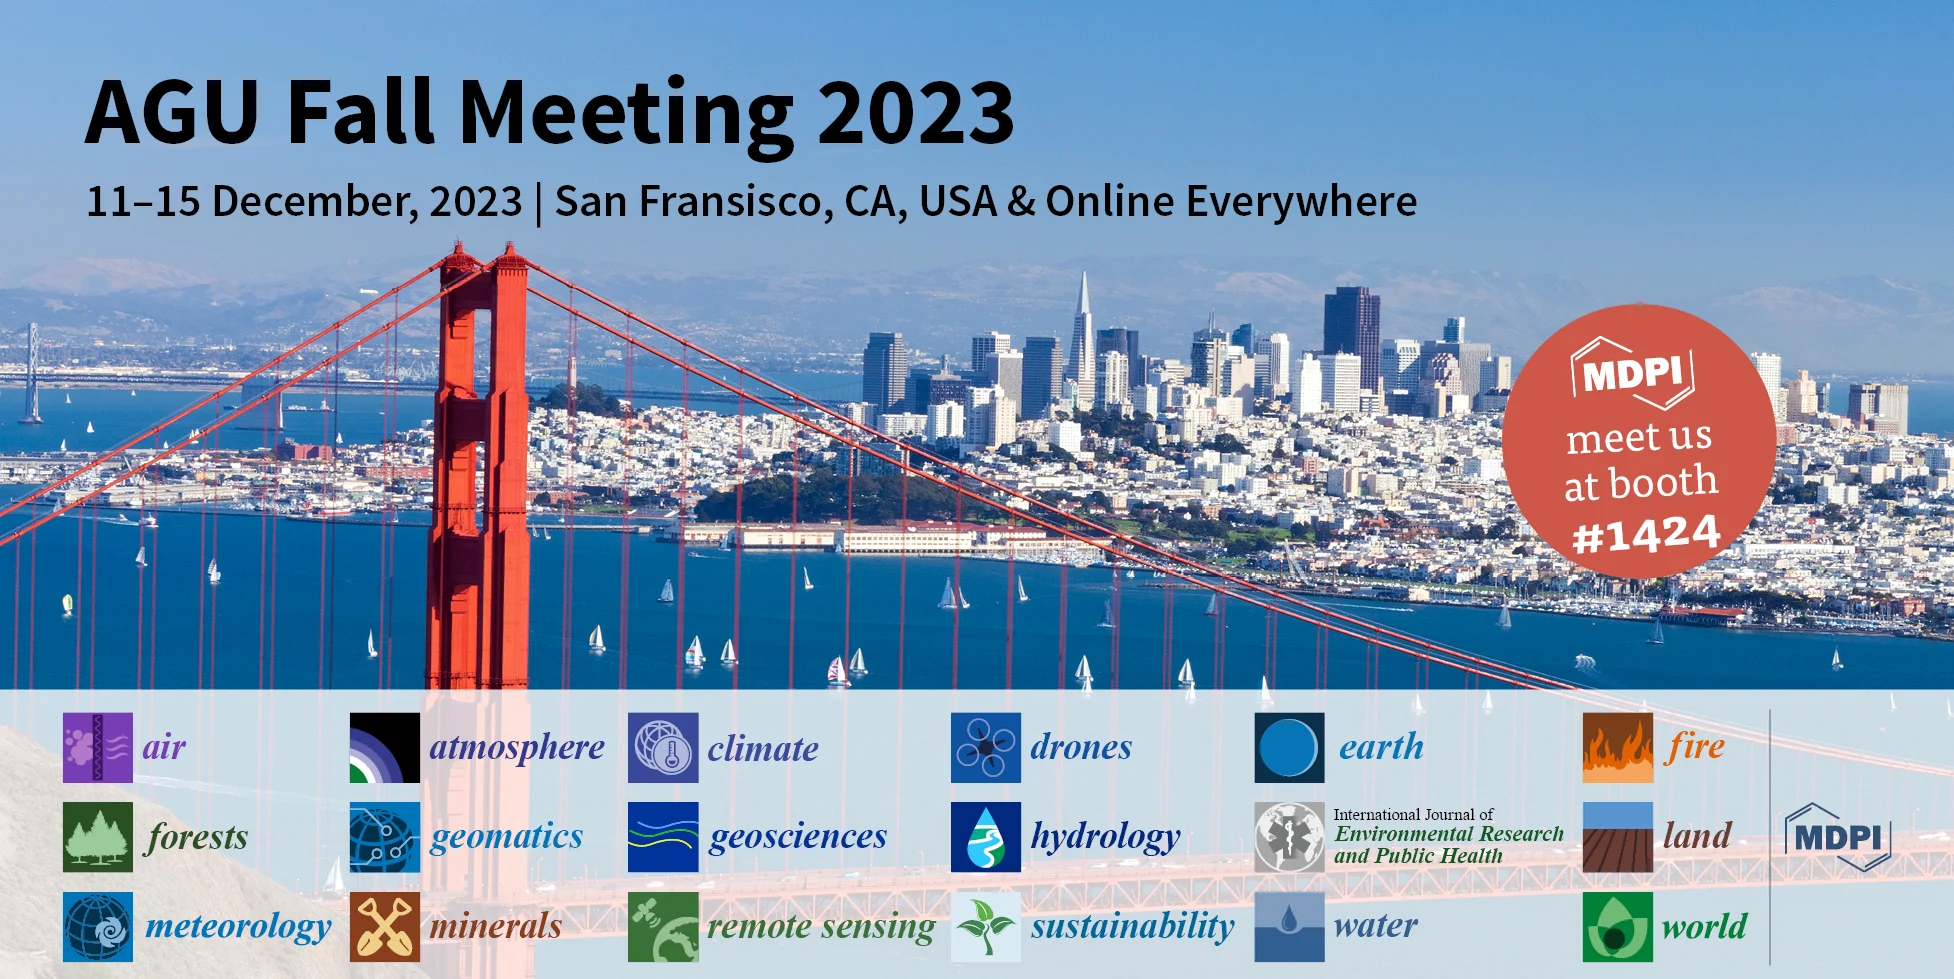 AGU Fall Meeting 2023
11–15 December, 2023 | San Fransisco, CA, USA & Online Everywhere
MDPI
meet us
at booth
#1424
air
atmosphere
climate
drones
earth
fire
forests
geomatics
geosciences
hydrology
International Journal of
Environmental Research
and Public Health
land
MDPI
meteorology
minerals
remote sensing
sustainability
water
world